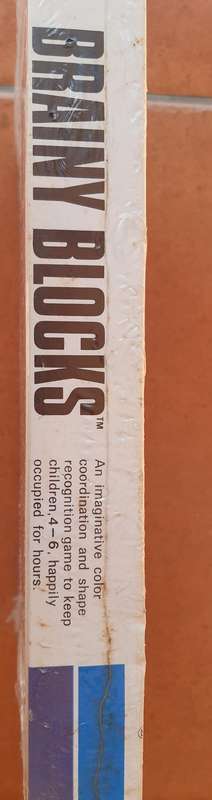 BRAINY BLOCKS™
An imaginative color
coordination and shape
recognition game to keep
children, 4–6, happily
occupied for hours.